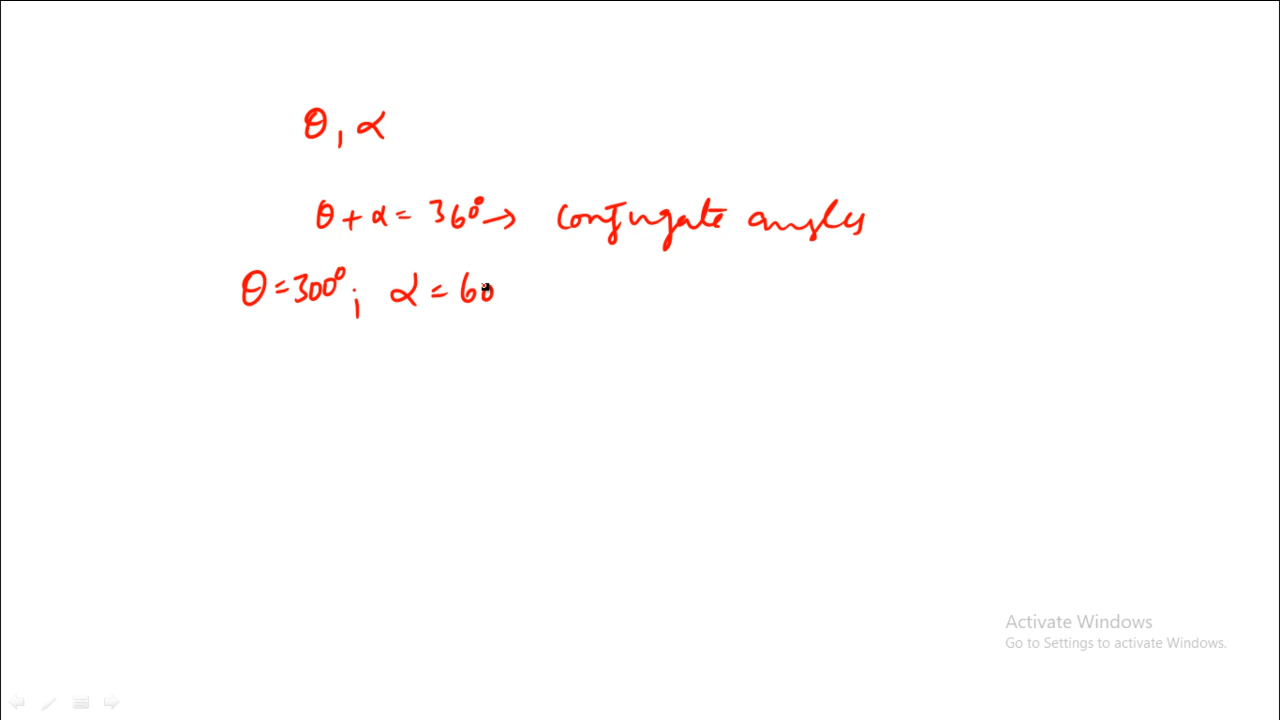 θ, α
θ + α = 360° → conjugate angles
θ = 300° ; α = 60
Activate Windows
Go to Settings to activate Windows.